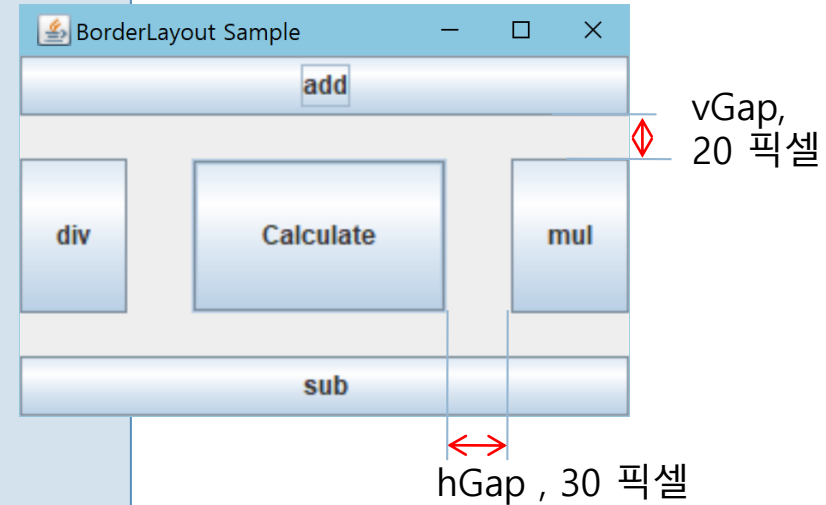 BorderLayout Sample
add
vGap,
20 픽셀
div
Calculate
mul
sub
hGap , 30 픽셀